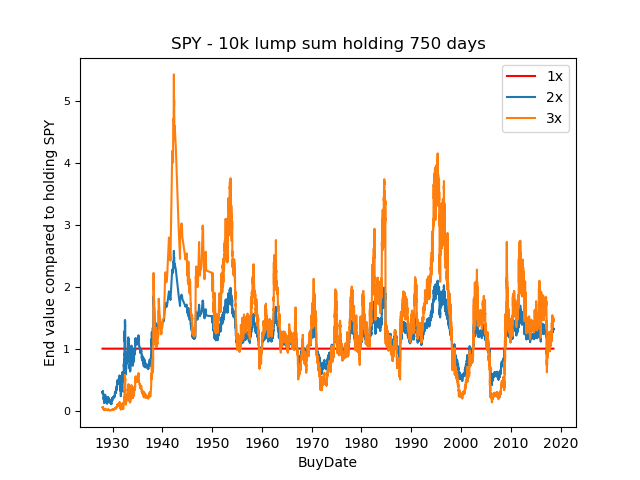 SPY - 10k lump sum holding 750 days
1x
2x
3x
End value compared to holding SPY
5
4
3
2
1
0
1930 1940 1950 1960 1970 1980 1990 2000 2010 2020
BuyDate